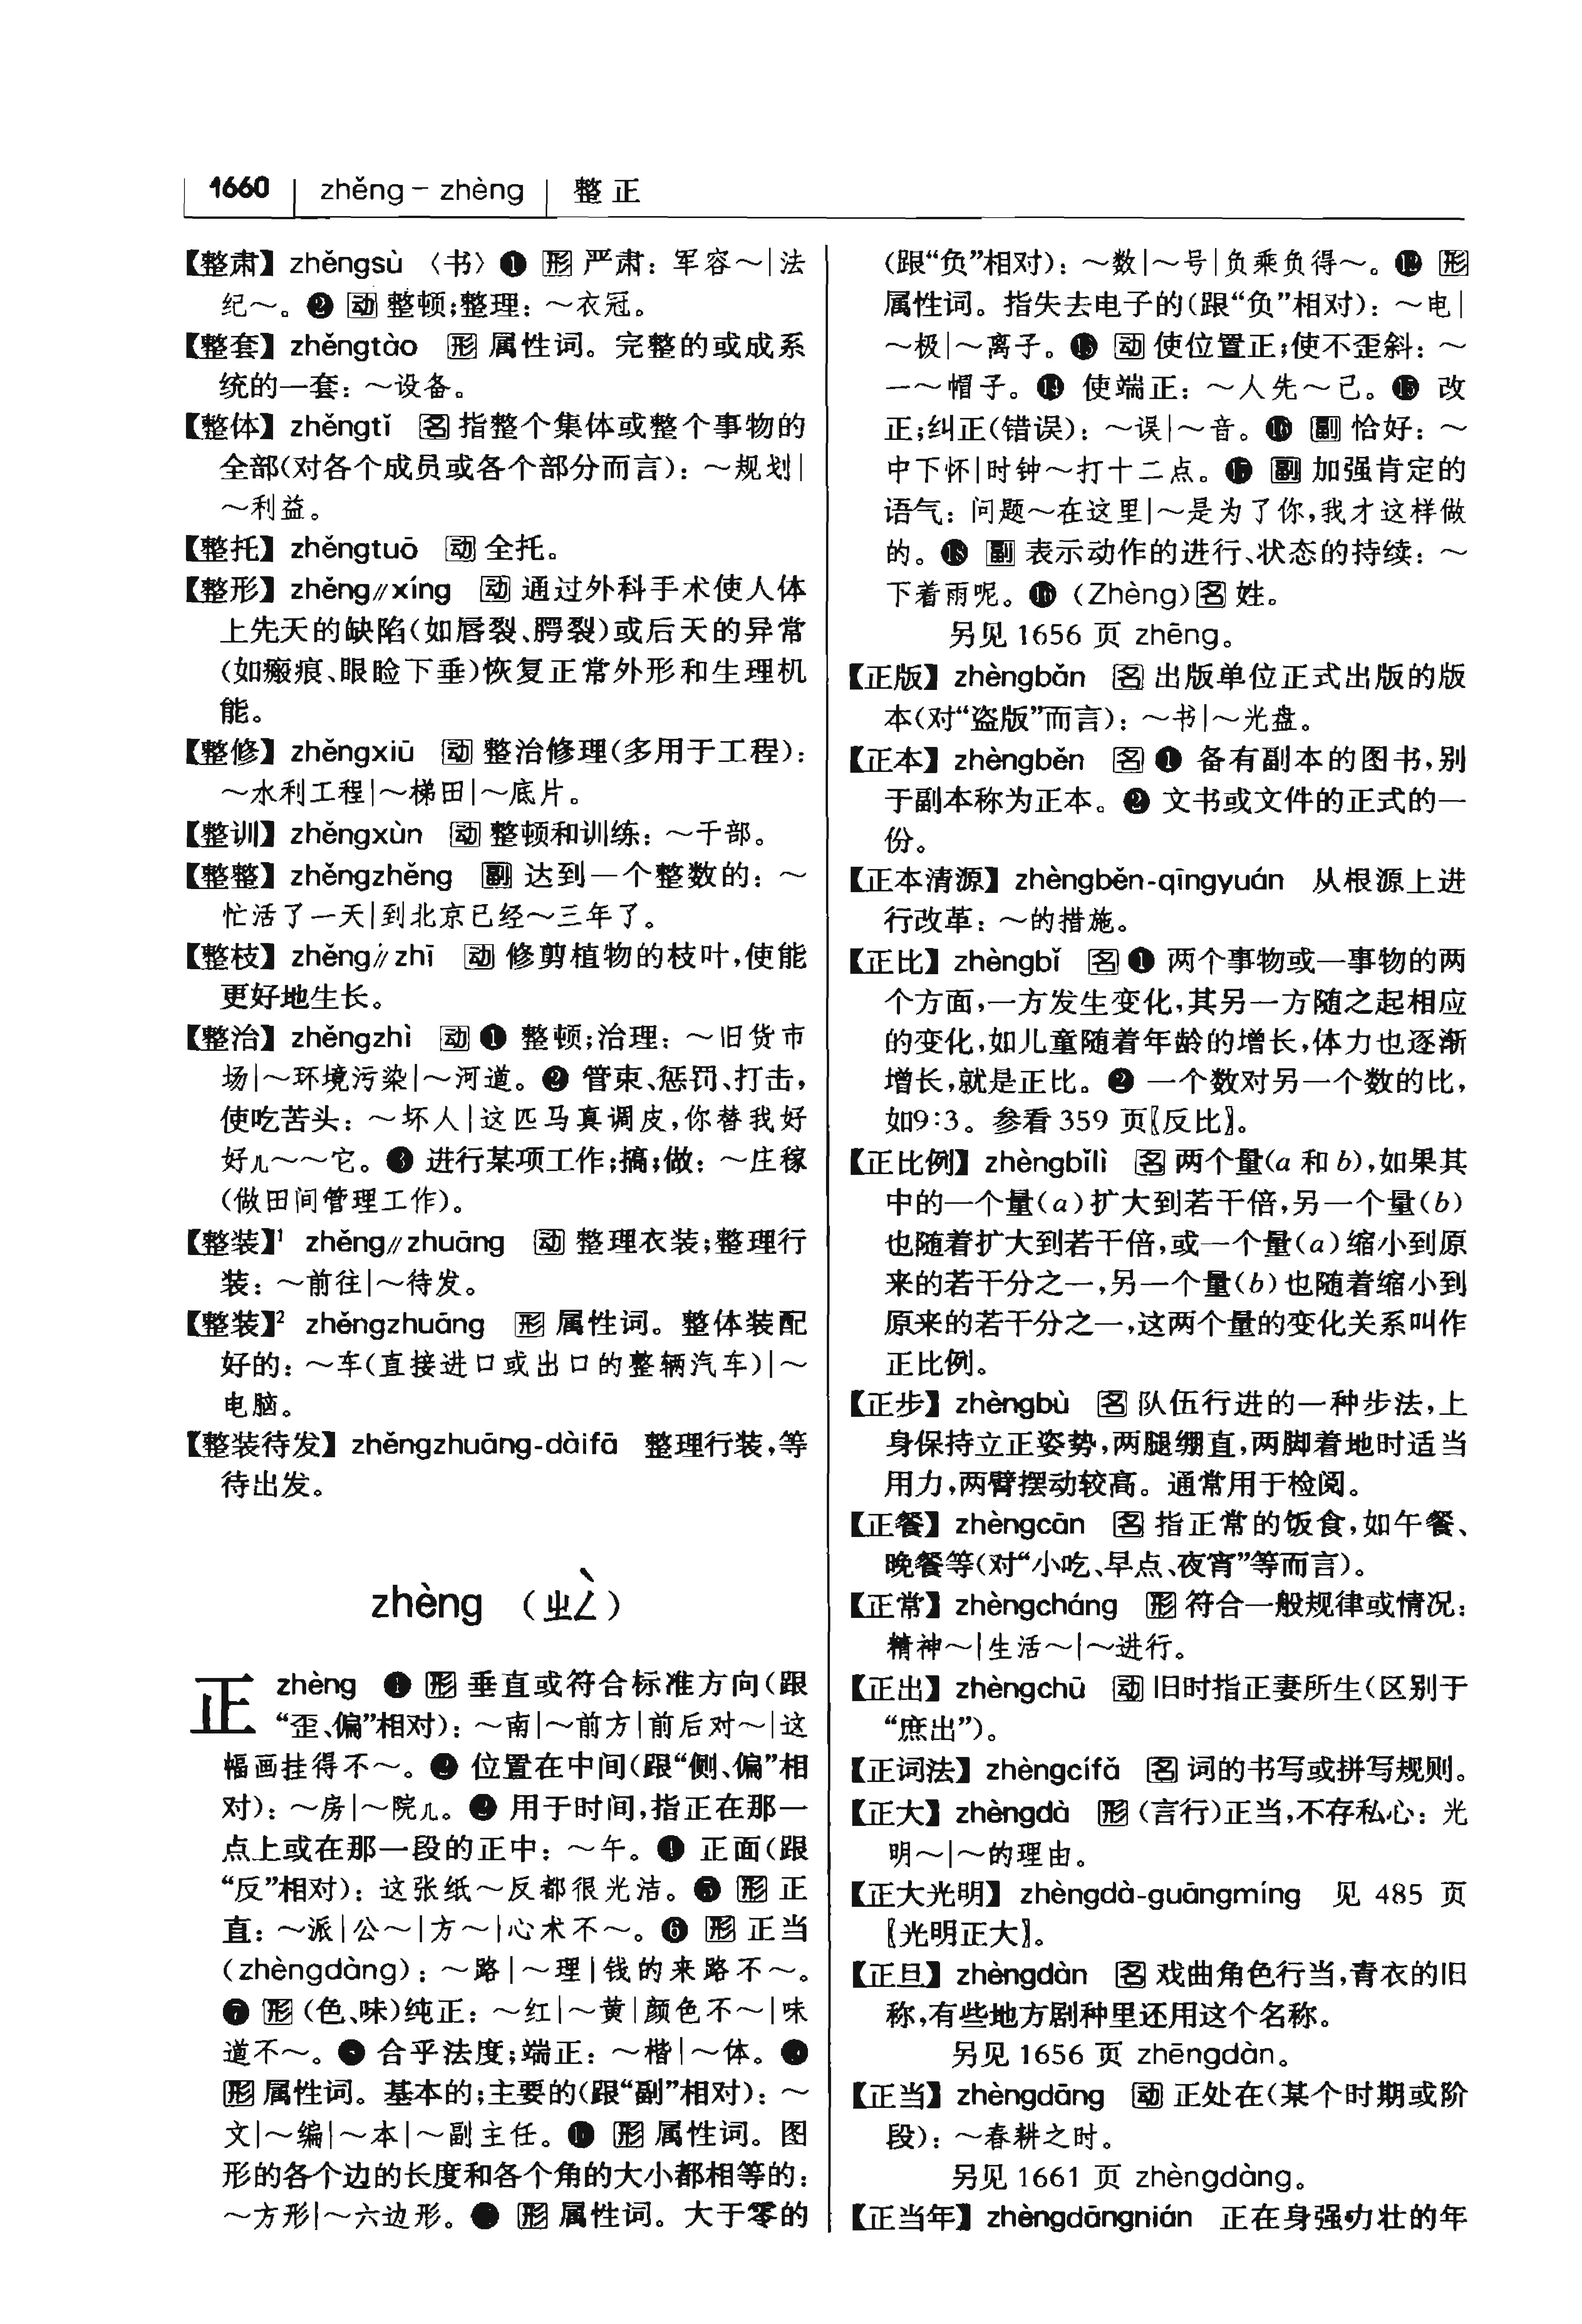 1660 zhěng－zhèng 整 正
【整肃】 zhěngsù 〈书〉❶ 形 严肃：军容～|法
纪～。❷ 动 整顿;整理：～衣冠。
【整套】 zhěngtào 形 属性词。完整的或成系
统的一套：～设备。
【整体】 zhěngtǐ 名 指整个集体或整个事物的
全部(对各个成员或各个部分而言)：～规划|
～利益。
【整托】 zhěngtuō 动 全托。
【整形】 zhěng∥xíng 动 通过外科手术使人体
上先天的缺陷(如唇裂、腭裂)或后天的异常
(如瘢痕、眼睑下垂)恢复正常外形和生理机
能。
【整修】 zhěngxiū 动 整治修理(多用于工程)：
～水利工程|～梯田|～底片。
【整训】 zhěngxùn 动 整顿和训练：～干部。
【整整】 zhěngzhěng 副 达到一个整数的：～
忙活了一天|到北京已经～三年了。
【整枝】 zhěng∥zhī 动 修剪植物的枝叶,使能
更好地生长。
【整治】 zhěngzhì 动 ❶ 整顿;治理：～旧货市
场|～环境污染|～河道。❷ 管束、惩罚、打击,
使吃苦头：～坏人|这匹马真调皮,你替我好
好儿～～它。❸ 进行某项工作;搞;做：～庄稼
(做田间管理工作)。
【整装】¹ zhěng∥zhuāng 动 整理衣装;整理行
装：～前往|～待发。
【整装】² zhěngzhuāng 形 属性词。整体装配
好的：～车(直接进口或出口的整辆汽车)|～
电脑。
【整装待发】 zhěngzhuāng-dàifā 整理行装,等
待出发。
zhèng （ㄓㄥˋ）
正 zhèng ❶ 形 垂直或符合标准方向(跟
“歪、偏”相对)：～南|～前方|前后对～|这
幅画挂得不～。❷ 位置在中间(跟“侧、偏”相
对)：～房|～院儿。❸ 用于时间,指正在那一
点上或在那一段的正中：～午。❹ 正面(跟
“反”相对)：这张纸～反都很光洁。❺ 形 正
直：～派|公～|方～|心术不～。❻ 形 正当
(zhèngdàng)：～路|～理|钱的来路不～。
❼ 形 (色、味)纯正：～红|～黄|颜色不～|味
道不～。❽ 合乎法度;端正：～楷|～体。❾
形 属性词。基本的;主要的(跟“副”相对)：～
文|～编|～本|～副主任。❿ 形 属性词。图
形的各个边的长度和各个角的大小都相等的：
～方形|～六边形。⓫ 形 属性词。大于零的
(跟“负”相对)：～数|～号|负乘负得～。⓬ 形
属性词。指失去电子的(跟“负”相对)：～电|
～极|～离子。⓭ 动 使位置正;使不歪斜：～
一～帽子。⓮ 使端正：～人先～己。⓯ 改
正;纠正(错误)：～误|～音。⓰ 副 恰好：～
中下怀|时钟～打十二点。⓱ 副 加强肯定的
语气：问题～在这里|～是为了你,我才这样做
的。⓲ 副 表示动作的进行、状态的持续：～
下着雨呢。⓳ (Zhèng)名 姓。
另见 1656 页 zhēng。
【正版】 zhèngbǎn 名 出版单位正式出版的版
本(对“盗版”而言)：～书|～光盘。
【正本】 zhèngběn 名 ❶ 备有副本的图书,别
于副本称为正本。❷ 文书或文件的正式的一
份。
【正本清源】 zhèngběn-qīngyuán 从根源上进
行改革：～的措施。
【正比】 zhèngbǐ 名 ❶ 两个事物或一事物的两
个方面,一方发生变化,其另一方随之起相应
的变化,如儿童随着年龄的增长,体力也逐渐
增长,就是正比。❷ 一个数对另一个数的比,
如9∶3。参看 359 页〖反比〗。
【正比例】 zhèngbǐlì 名 两个量(a 和 b),如果其
中的一个量(a)扩大到若干倍,另一个量(b)
也随着扩大到若干倍,或一个量(a)缩小到原
来的若干分之一,另一个量(b)也随着缩小到
原来的若干分之一,这两个量的变化关系叫作
正比例。
【正步】 zhèngbù 名 队伍行进的一种步法,上
身保持立正姿势,两腿绷直,两脚着地时适当
用力,两臂摆动较高。通常用于检阅。
【正餐】 zhèngcān 名 指正常的饭食,如午餐、
晚餐等(对“小吃、早点、夜宵”等而言)。
【正常】 zhèngcháng 形 符合一般规律或情况：
精神～|生活～|～进行。
【正出】 zhèngchū 动 旧时指正妻所生(区别于
“庶出”)。
【正词法】 zhèngcífǎ 名 词的书写或拼写规则。
【正大】 zhèngdà 形 (言行)正当,不存私心：光
明～|～的理由。
【正大光明】 zhèngdà-guāngmíng 见 485 页
〖光明正大〗。
【正旦】 zhèngdàn 名 戏曲角色行当,青衣的旧
称,有些地方剧种里还用这个名称。
另见 1656 页 zhēngdàn。
【正当】 zhèngdāng 动 正处在(某个时期或阶
段)：～春耕之时。
另见 1661 页 zhèngdàng。
【正当年】 zhèngdāngnián 正在身强力壮的年